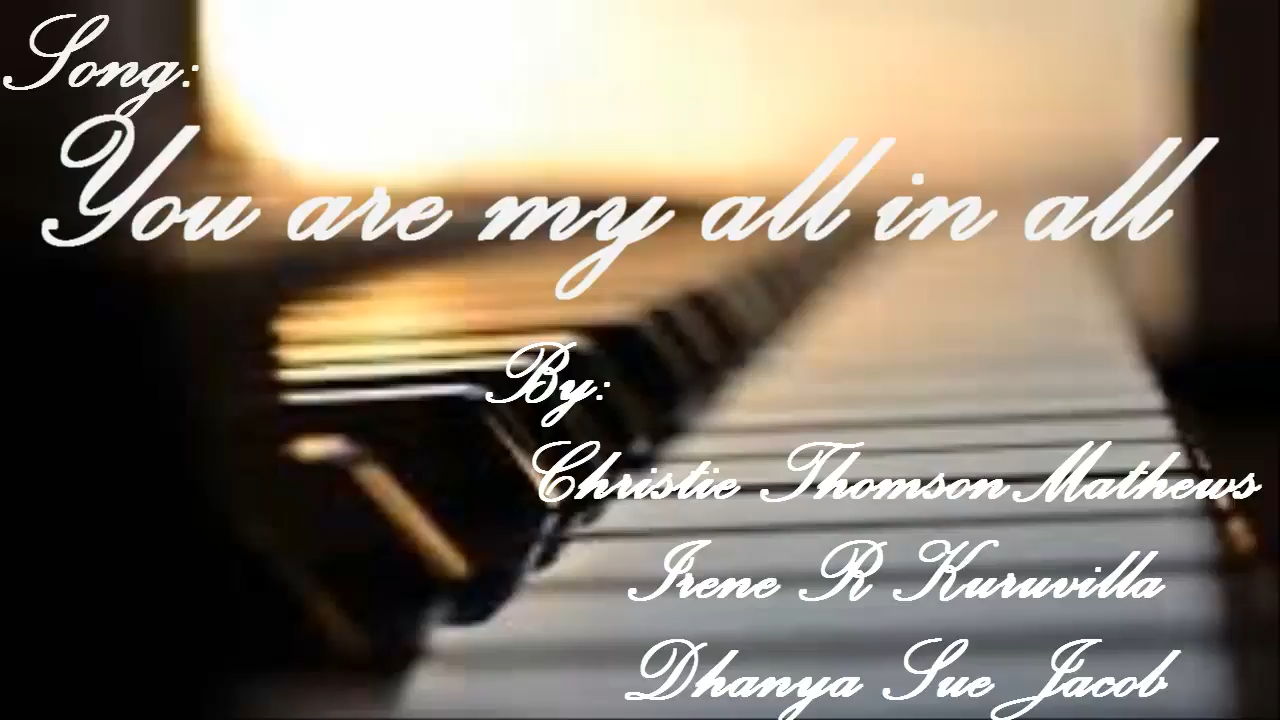 Song:
You are my all in all
By:
Christie Thomson Mathews
Irene R Kuruvilla
Dhanya Sue Jacob